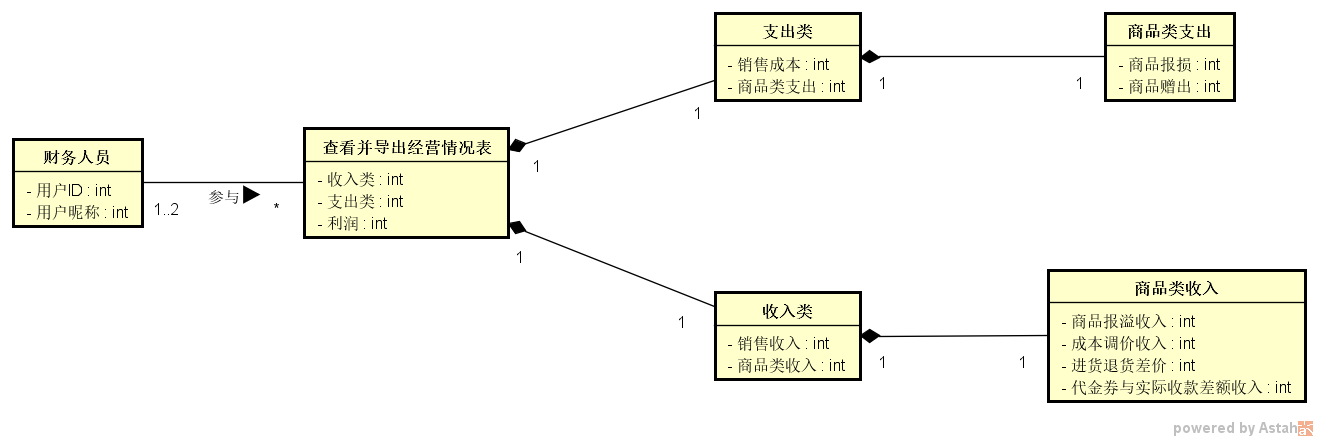 财务人员
- 用户ID : int
- 用户昵称 : int
1..2
参与
*
查看并导出经营情况表
- 收入类 : int
- 支出类 : int
- 利润 : int
1
1
支出类
- 销售成本 : int
- 商品类支出 : int
1
1
商品类支出
- 商品报损 : int
- 商品赠出 : int
1
1
收入类
- 销售收入 : int
- 商品类收入 : int
1
1
商品类收入
- 商品报溢收入 : int
- 成本调价收入 : int
- 进货退货差价 : int
- 代金券与实际收款差额收入 : int
powered by Astah